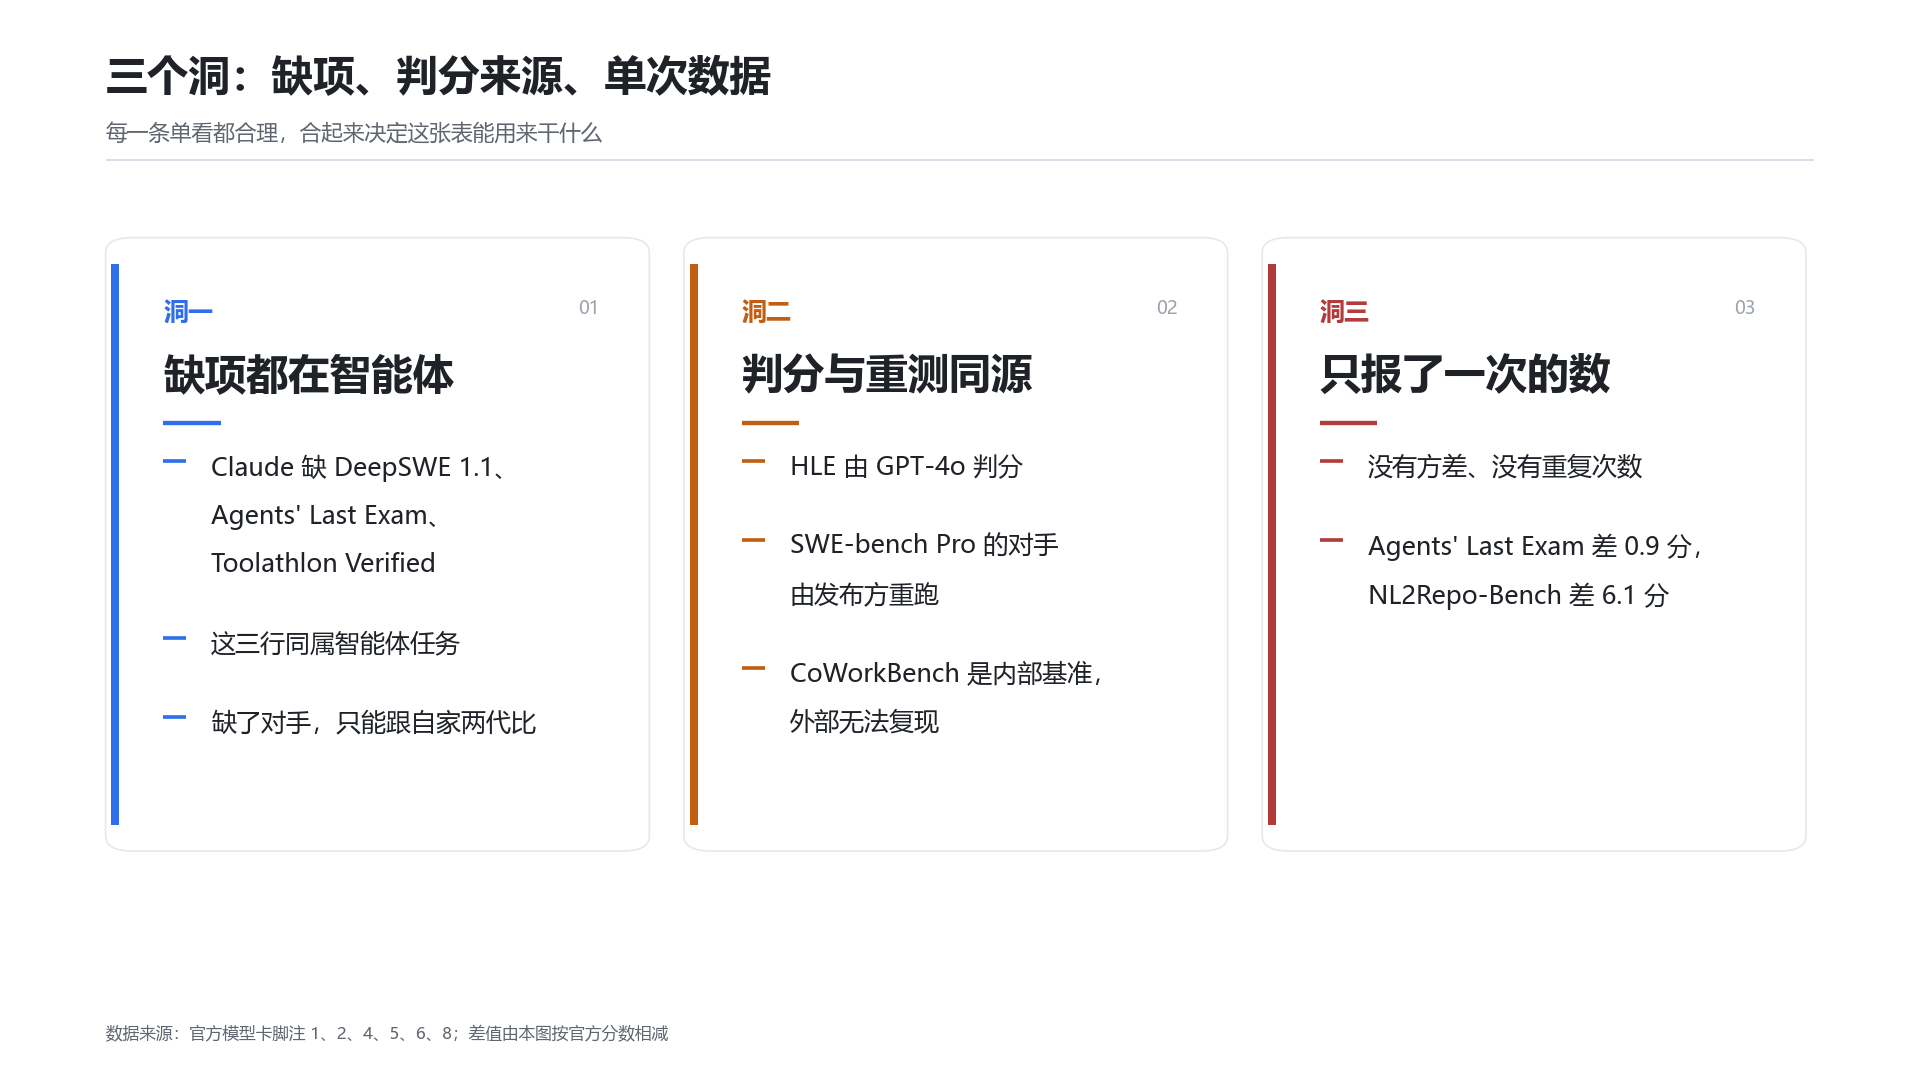 三个洞：缺项、判分来源、单次数据
每一条单看都合理，合起来决定这张表能用来干什么
洞一
01
缺项都在智能体
Claude 缺 DeepSWE 1.1、
Agents' Last Exam、
Toolathlon Verified
这三行同属智能体任务
缺了对手，只能跟自家两代比
洞二
02
判分与重测同源
HLE 由 GPT-4o 判分
SWE-bench Pro 的对手
由发布方重跑
CoWorkBench 是内部基准，
外部无法复现
洞三
03
只报了一次的数
没有方差、没有重复次数
Agents' Last Exam 差 0.9 分，
NL2Repo-Bench 差 6.1 分
数据来源：官方模型卡脚注 1、2、4、5、6、8；差值由本图按官方分数相减